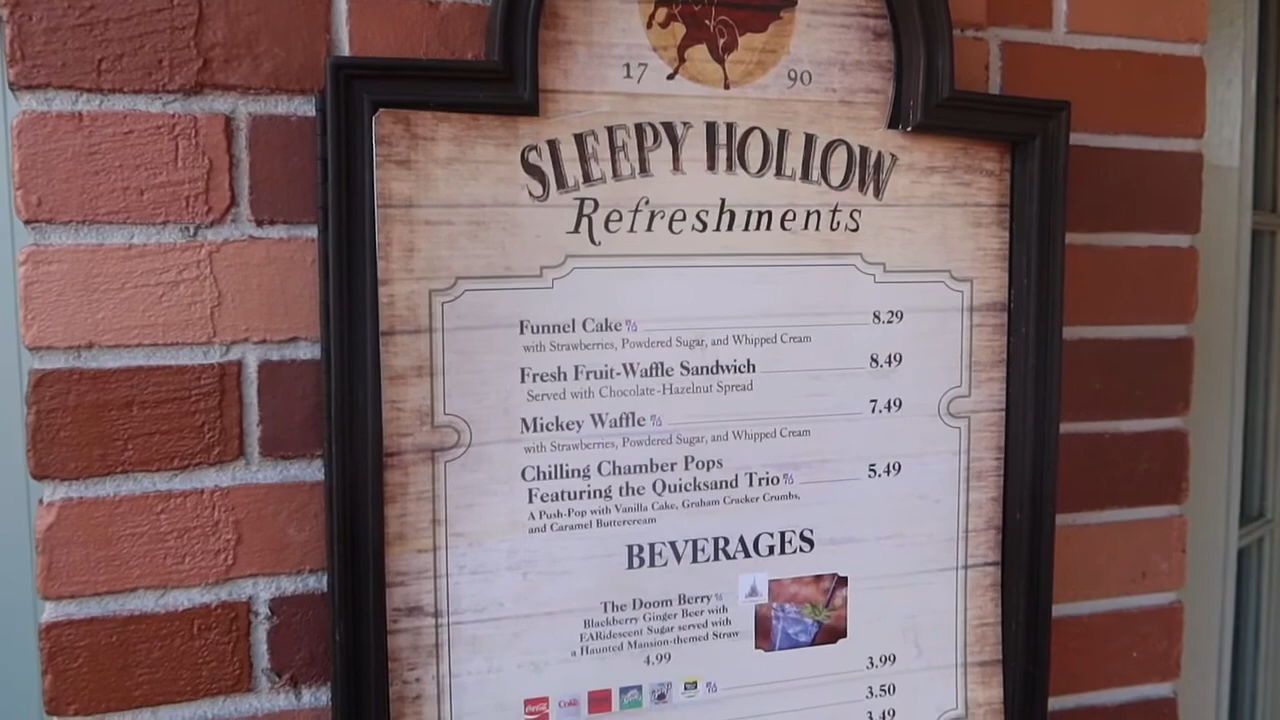 17 90
SLEEPY HOLLOW
Refreshments
Funnel Cake 8.29
with Strawberries, Powdered Sugar, and Whipped Cream
Fresh Fruit-Waffle Sandwich 8.49
Served with Chocolate-Hazelnut Spread
Mickey Waffle 7.49
with Strawberries, Powdered Sugar, and Whipped Cream
Chilling Chamber Pops
Featuring the Quicksand Trio 5.49
A Push-Pop with Vanilla Cake, Graham Cracker Crumbs,
and Caramel Buttercream
BEVERAGES
The Doom Berry
Blackberry Ginger Beer with
EARidescent Sugar served with
a Haunted Mansion-themed Straw
4.99
Coca-Cola Coke 3.99
3.50
3.49